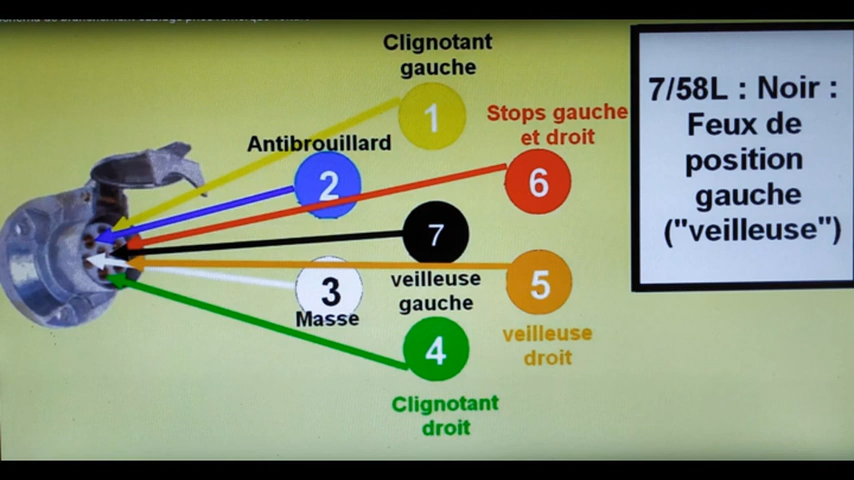 Clignotant
gauche
1
Stops gauche
et droit
6
Antibrouillard
2
7
veilleuse
gauche
3
Masse
5
veilleuse
droit
4
Clignotant
droit
7/58L : Noir :
Feux de
position
gauche
("veilleuse")